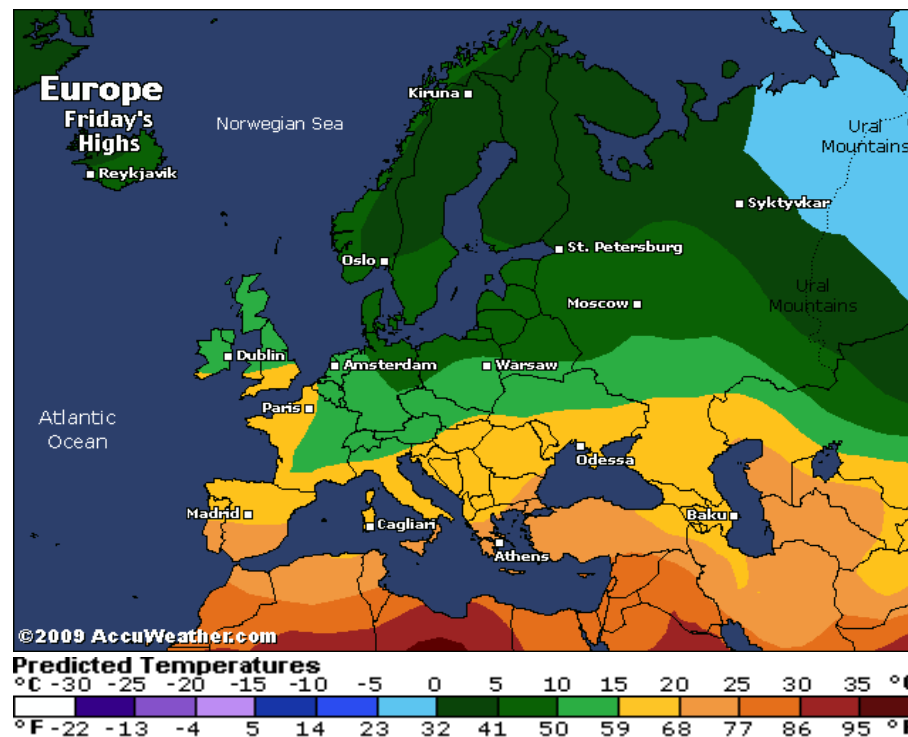 Europe
Friday's
Highs
Kiruna
Norwegian Sea
Ural
Mountains
Reykjavik
Syktyvkar
St. Petersburg
Oslo
Ural
Mountains
Moscow
Dublin
Amsterdam
Warsaw
Paris
Atlantic
Ocean
Odessa
Madrid
Cagliari
Baku
Athens
©2009 AccuWeather.com
Predicted Temperatures
°C -30 -25 -20 -15 -10 -5 0 5 10 15 20 25 30 35 °C
°F -22 -13 -4 5 14 23 32 41 50 59 68 77 86 95 °F